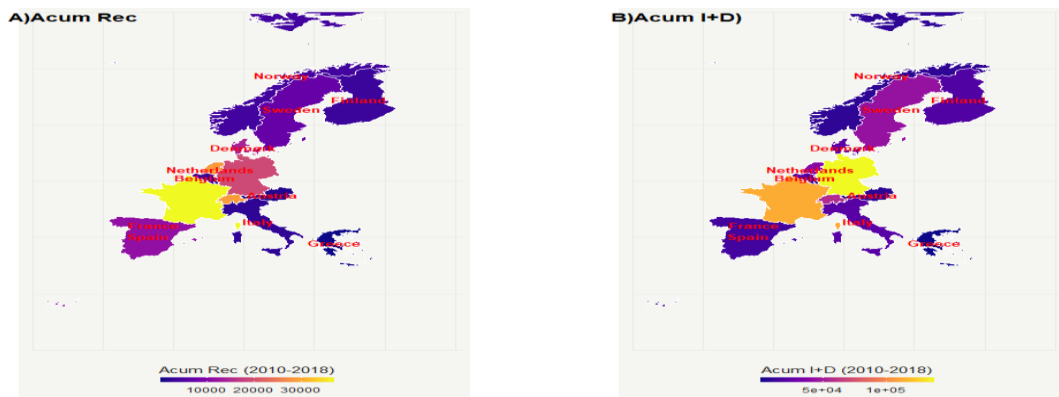 A)Acum Rec
Norway
Finland
Sweden
Denmark
Netherlands
Belgium
Austria
France
Italy
Spain
Greece
Acum Rec (2010-2018)
10000 20000 30000
B)Acum I+D)
Norway
Finland
Sweden
Denmark
Netherlands
Belgium
Austria
France
Italy
Spain
Greece
Acum I+D (2010-2018)
5e+04 1e+05